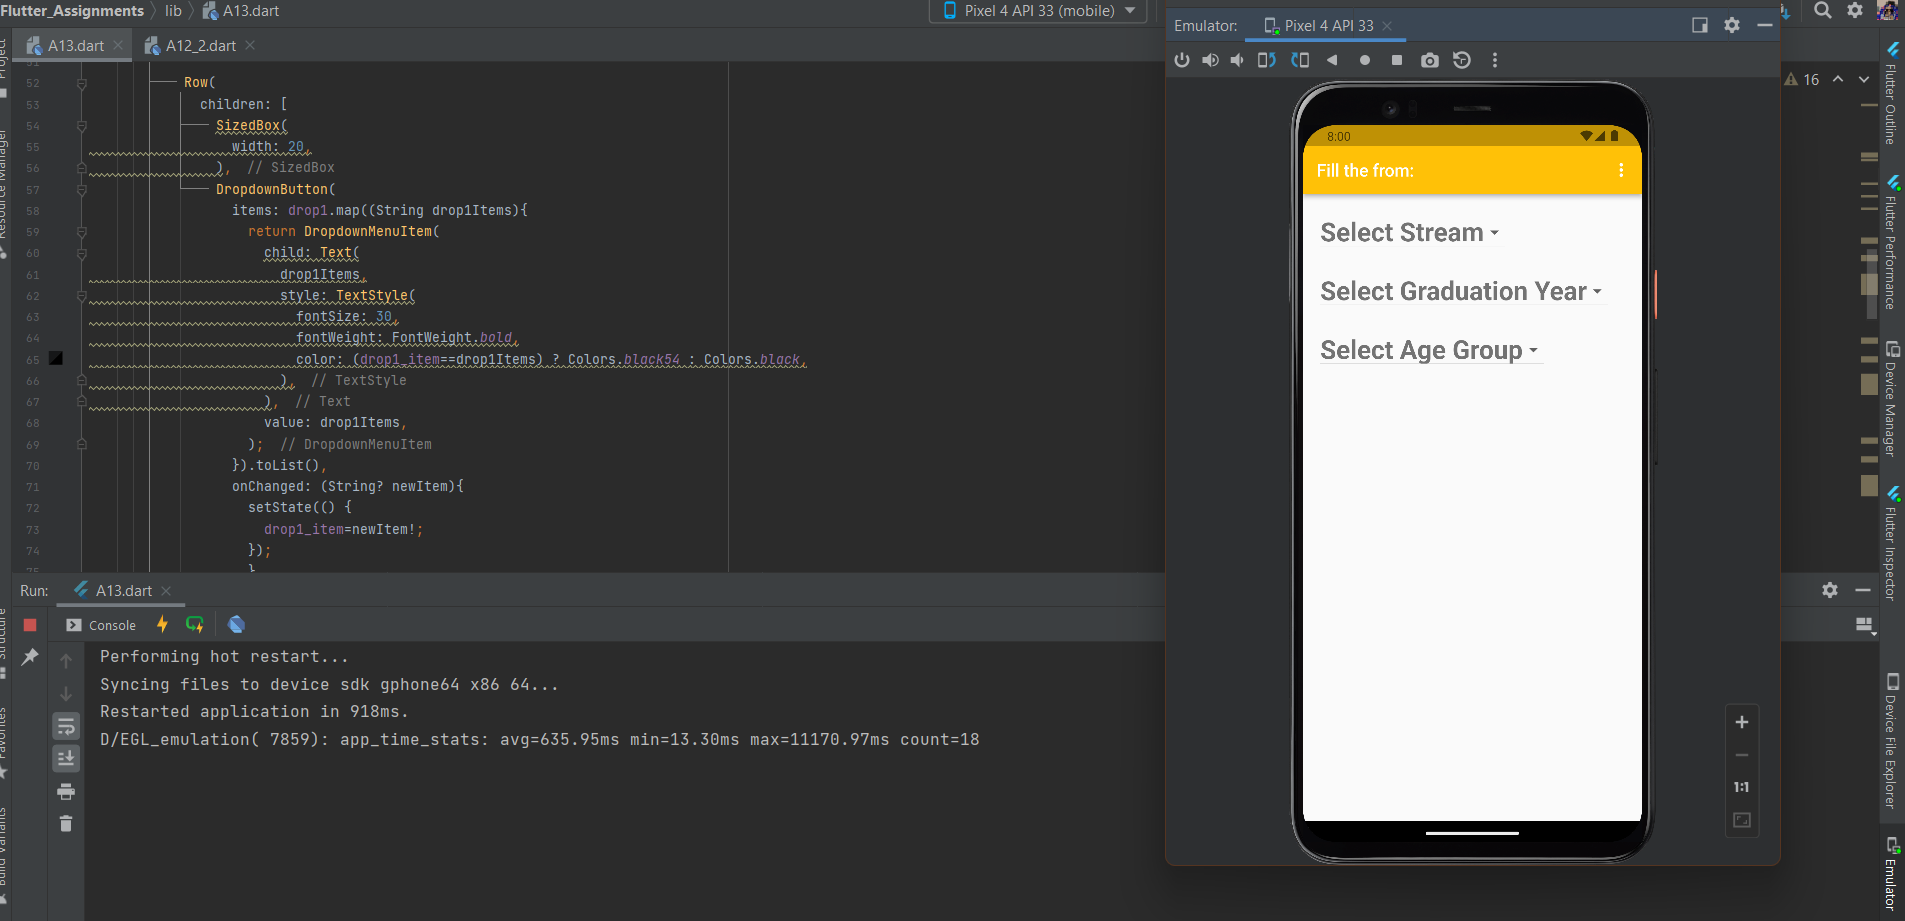 Flutter_Assignments
lib
A13.dart
Pixel 4 API 33 (mobile)
A13.dart
A12_2.dart
16
52 Row(
53 children: [
54 SizedBox(
55 width: 20,
56 ), // SizedBox
57 DropdownButton(
58 items: drop1.map((String drop1Items){
59 return DropdownMenuItem(
60 child: Text(
61 drop1Items,
62 style: TextStyle(
63 fontSize: 30,
64 fontWeight: FontWeight.bold,
65 color: (drop1_item==drop1Items) ? Colors.black54 : Colors.black,
66 ), // TextStyle
67 ), // Text
68 value: drop1Items,
69 ); // DropdownMenuItem
70 }).toList(),
71 onChanged: (String? newItem){
72 setState(() {
73 drop1_item=newItem!;
74 });
}
Run:
A13.dart
Console
Performing hot restart...
Syncing files to device sdk gphone64 x86 64...
Restarted application in 918ms.
D/EGL_emulation( 7859): app_time_stats: avg=635.95ms min=13.30ms max=11170.97ms count=18
Emulator:
Pixel 4 API 33
8:00
Fill the from:
Select Stream
Select Graduation Year
Select Age Group
1:1
Project
Resource Manager
Structure
Favorites
Build Variants
Flutter Outline
Flutter Performance
Device Manager
Flutter Inspector
Device File Explorer
Emulator